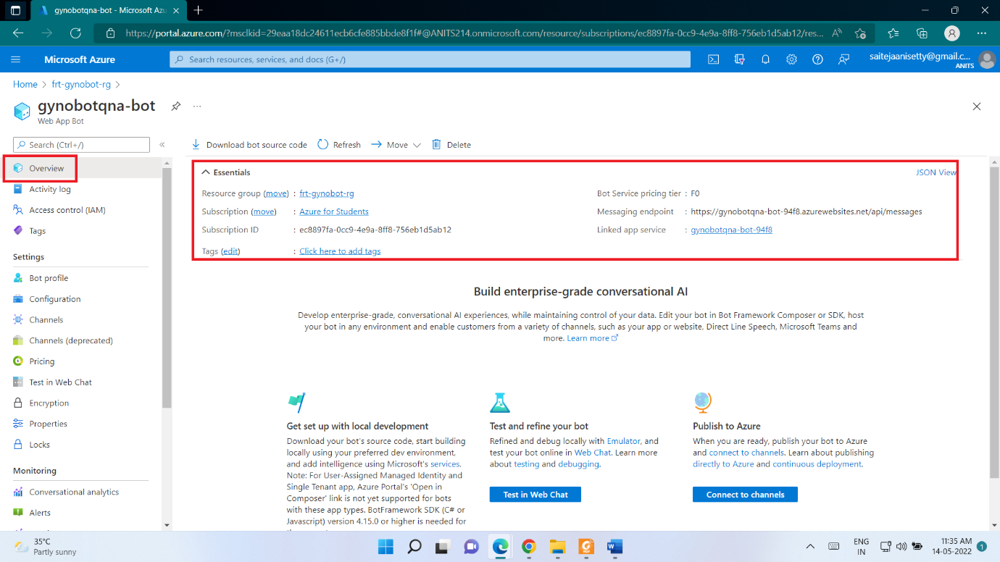 gynobotqna-bot - Microsoft Azu
https://portal.azure.com/?msclkid=29eaa18dc24611ecb6cfe885bbde8f1f#@ANITS214.onmicrosoft.com/resource/subscriptions/ec8897fa-0cc9-4e9a-8ff8-756eb1d5ab12/res...
Microsoft Azure
Search resources, services, and docs (G+/)
saitejaanisetty@gmail.c...
ANITS
Home > frt-gynobot-rg >
gynobotqna-bot
Web App Bot
Search (Ctrl+/)
Overview
Activity log
Access control (IAM)
Tags
Settings
Bot profile
Configuration
Channels
Channels (deprecated)
Pricing
Test in Web Chat
Encryption
Properties
Locks
Monitoring
Conversational analytics
Alerts
Download bot source code Refresh Move Delete
Essentials
JSON View
Resource group (move) : frt-gynobot-rg
Subscription (move) : Azure for Students
Subscription ID : ec8897fa-0cc9-4e9a-8ff8-756eb1d5ab12
Tags (edit) : Click here to add tags
Bot Service pricing tier : F0
Messaging endpoint : https://gynobotqna-bot-94f8.azurewebsites.net/api/messages
Linked app service : gynobotqna-bot-94f8
Build enterprise-grade conversational AI
Develop enterprise-grade, conversational AI experiences, while maintaining control of your data. Edit your bot in Bot Framework Composer or SDK, host
your bot in any environment and enable customers from a variety of channels, such as your app or website, Direct Line Speech, Microsoft Teams and
more. Learn more
Get set up with local development
Download your bot's source code, start building
locally using your preferred dev environment,
and add intelligence using Microsoft's services.
Note: For User-Assigned Managed Identity and
Single Tenant app, Azure Portal's 'Open in
Composer' link is not yet supported for bots
with these app types. BotFramework SDK (C# or
Javascript) version 4.15.0 or higher is needed for
Test and refine your bot
Refined and debug locally with Emulator, and
test your bot online in Web Chat. Learn more
about testing and debugging.
Test in Web Chat
Publish to Azure
When you are ready, publish your bot to Azure
and connect to channels. Learn about publishing
directly to Azure and continuous deployment.
Connect to channels
35°C
Partly sunny
ENG
IN
11:35 AM
14-05-2022
1